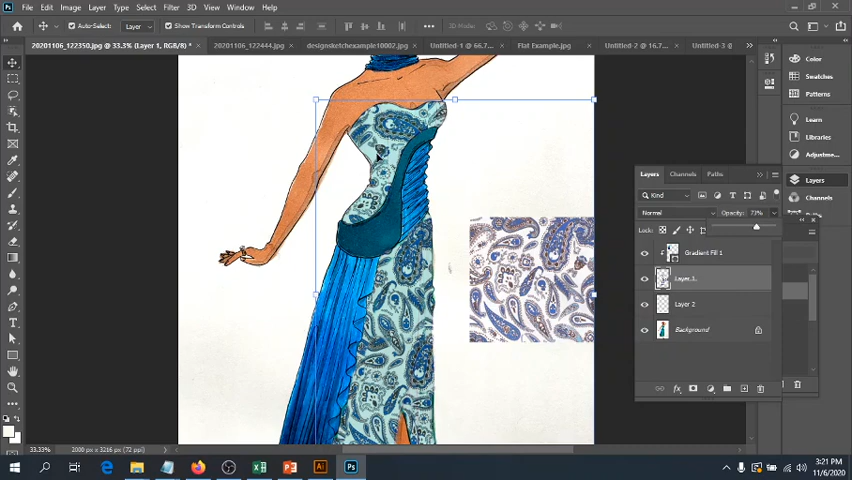 File Edit Image Layer Type Select Filter 3D View Window Help
Auto-Select: Layer Show Transform Controls 3D Mode:
20201106_122350.jpg @ 33.3% (Layer 1, RGB/8) * × 20201106_122444.jpg × designsketchexample10002.jpg × Untitled-1 @ 66.7... × Flat Example.jpg × Untitled-2 @ 16.7... × Untitled-3 @
Color
Swatches
Patterns
Learn
Libraries
Adjustm...
Layers
Channels
Layers Channels Paths
Kind
Normal Opacity: 73%
Lock:
Gradient Fill 1
Layer 1
Layer 2
Background
33.33% 2000 px x 3216 px (72 ppi)
3:21 PM
11/6/2020